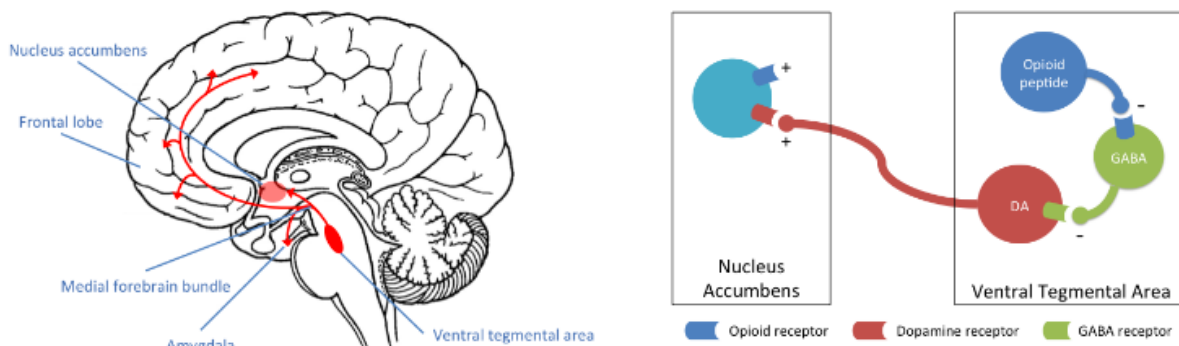 Nucleus accumbens
Frontal lobe
Medial forebrain bundle
Amygdala
Ventral tegmental area
+
+
Nucleus
Accumbens
Opioid
peptide
-
GABA
DA
-
Ventral Tegmental Area
Opioid receptor
Dopamine receptor
GABA receptor